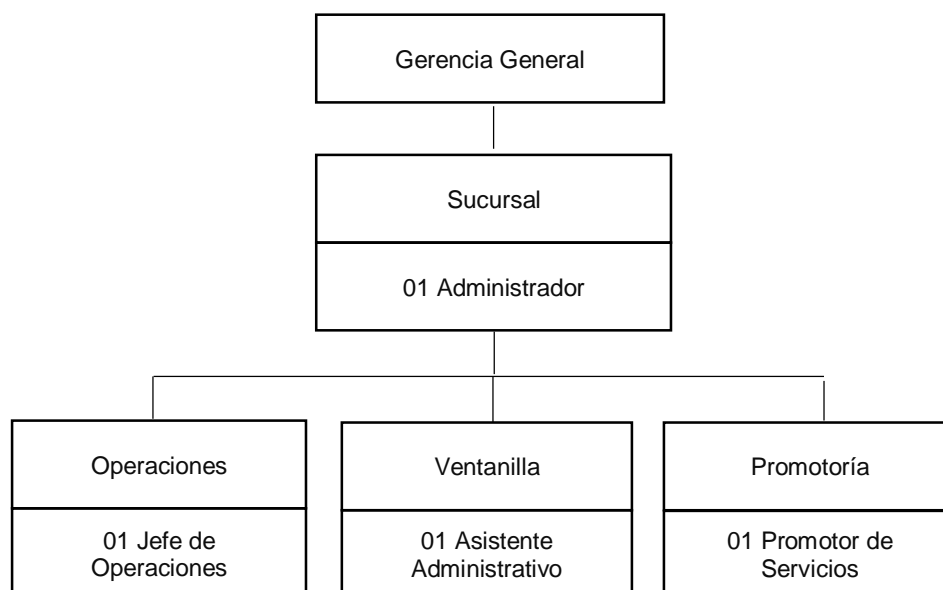 Gerencia General
Sucursal
01 Administrador
Operaciones
01 Jefe de
Operaciones
Ventanilla
01 Asistente
Administrativo
Promotoría
01 Promotor de
Servicios